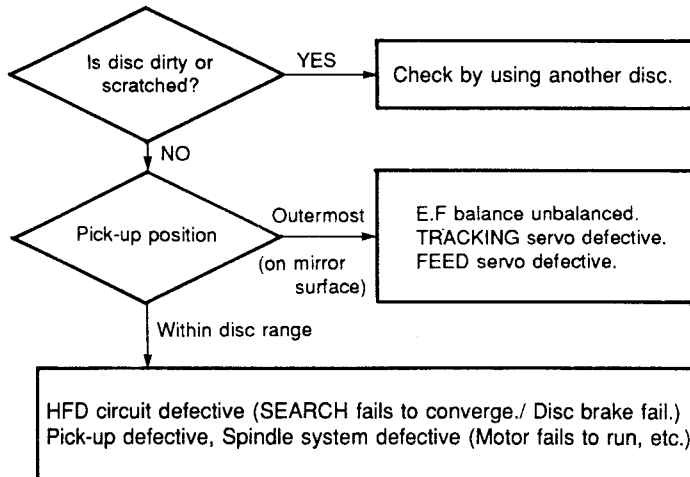 Is disc dirty or
scratched?
YES
Check by using another disc.
NO
Pick-up position
Outermost
(on mirror
surface)
E.F balance unbalanced.
TRACKING servo defective.
FEED servo defective.
Within disc range
HFD circuit defective (SEARCH fails to converge./ Disc brake fail.)
Pick-up defective, Spindle system defective (Motor fails to run, etc.)